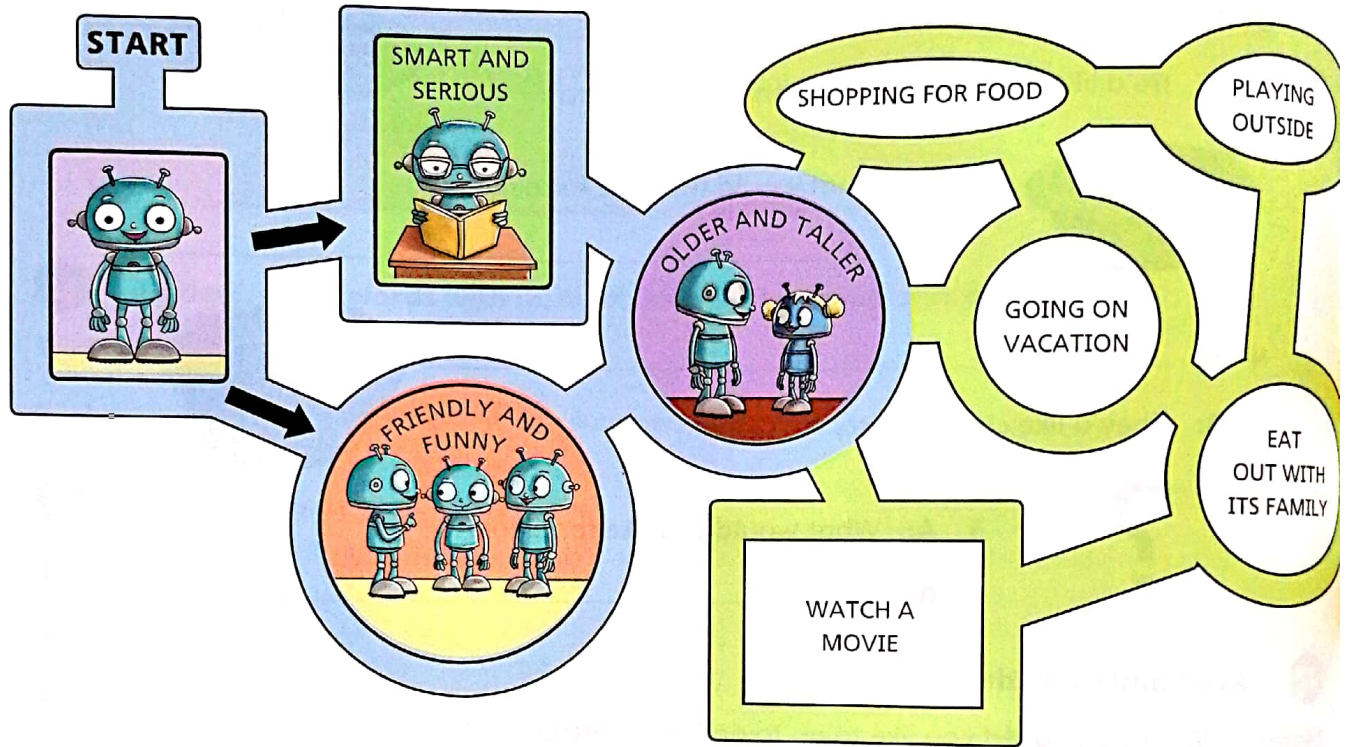 START
SMART AND
SERIOUS
FRIENDLY AND
FUNNY
OLDER AND TALLER
SHOPPING FOR FOOD
PLAYING
OUTSIDE
GOING ON
VACATION
EAT
OUT WITH
ITS FAMILY
WATCH A
MOVIE